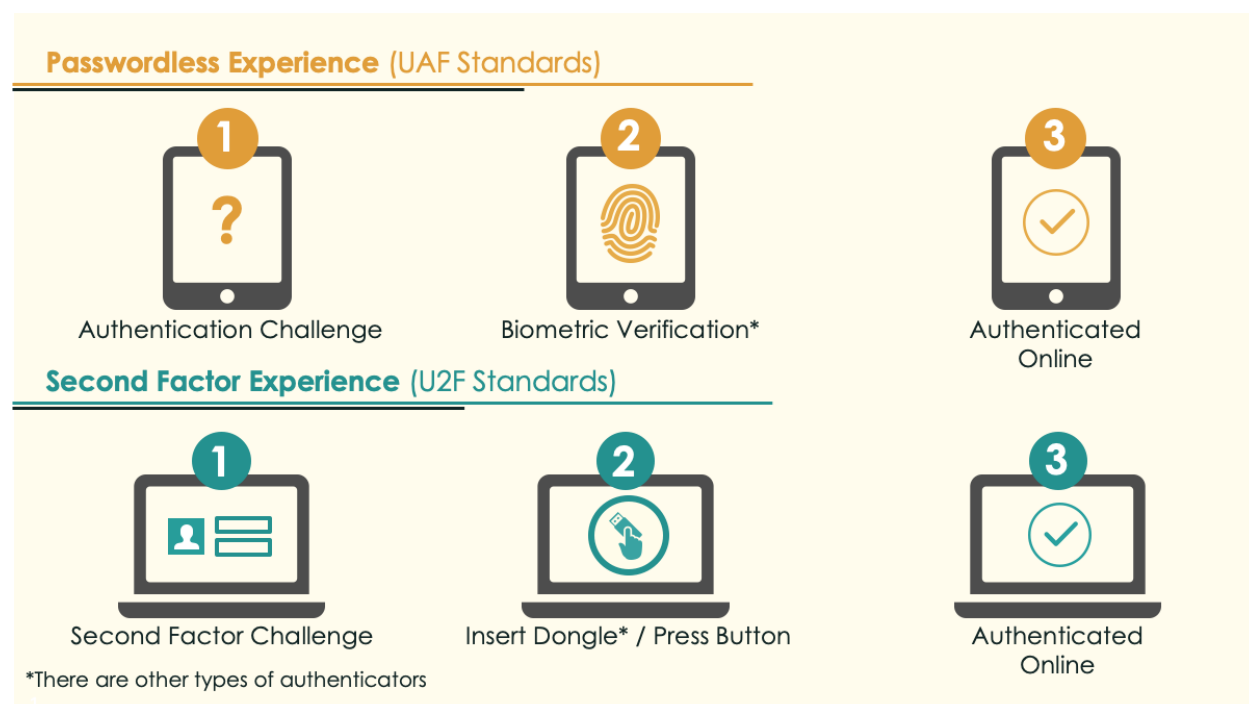 Passwordless Experience (UAF Standards)
1
2
3
?
Authentication Challenge
Biometric Verification*
Authenticated
Online
Second Factor Experience (U2F Standards)
1
2
3
Second Factor Challenge
Insert Dongle* / Press Button
Authenticated
Online
*There are other types of authenticators